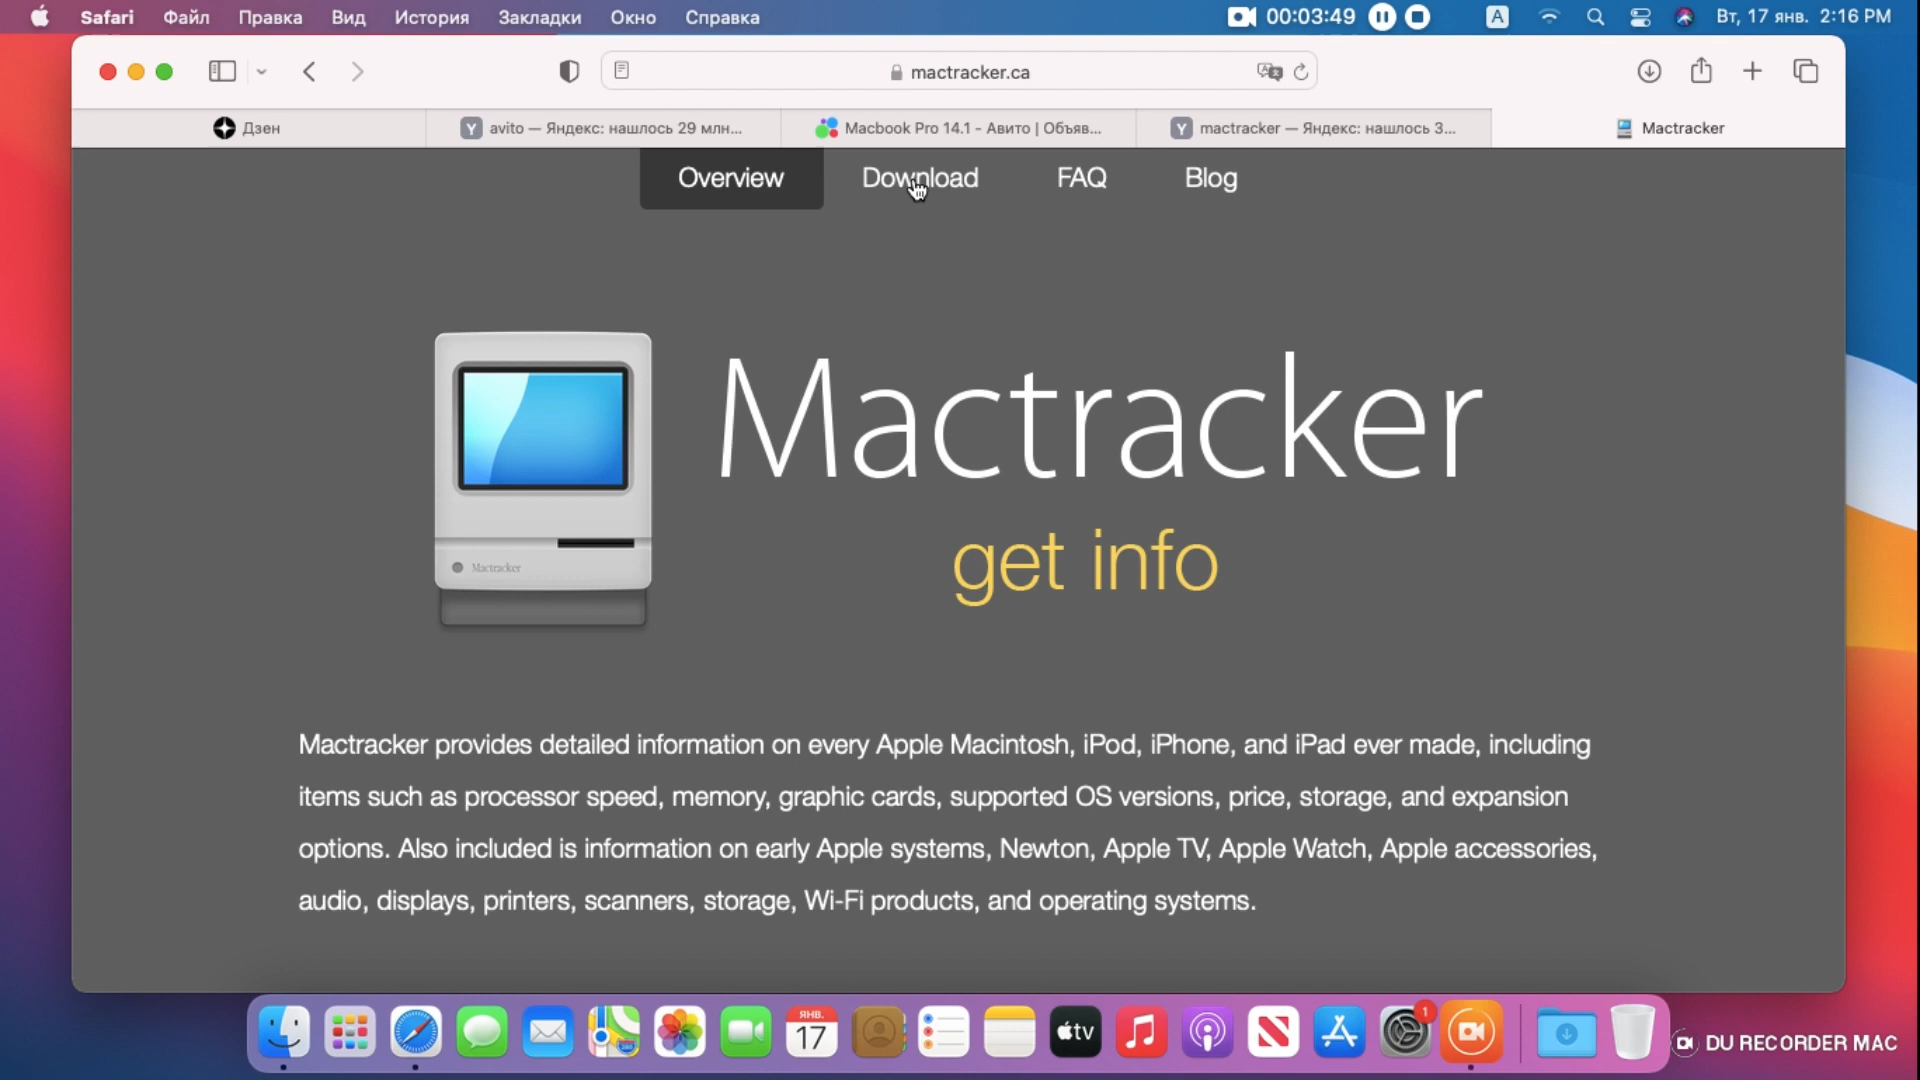 Safari Файл Правка Вид История Закладки Окно Справка 00:03:49 A Вт, 17 янв. 2:16 PM
mactracker.ca
Дзен
Y avito — Яндекс: нашлось 29 млн...
Macbook Pro 14.1 - Авито | Объяв...
Y mactracker — Яндекс: нашлось 3...
Mactracker
Overview Download FAQ Blog
Mactracker
get info
Mactracker
Mactracker provides detailed information on every Apple Macintosh, iPod, iPhone, and iPad ever made, including
items such as processor speed, memory, graphic cards, supported OS versions, price, storage, and expansion
options. Also included is information on early Apple systems, Newton, Apple TV, Apple Watch, Apple accessories,
audio, displays, printers, scanners, storage, Wi-Fi products, and operating systems.
ЯНВ.
17
tv
1
DU RECORDER MAC